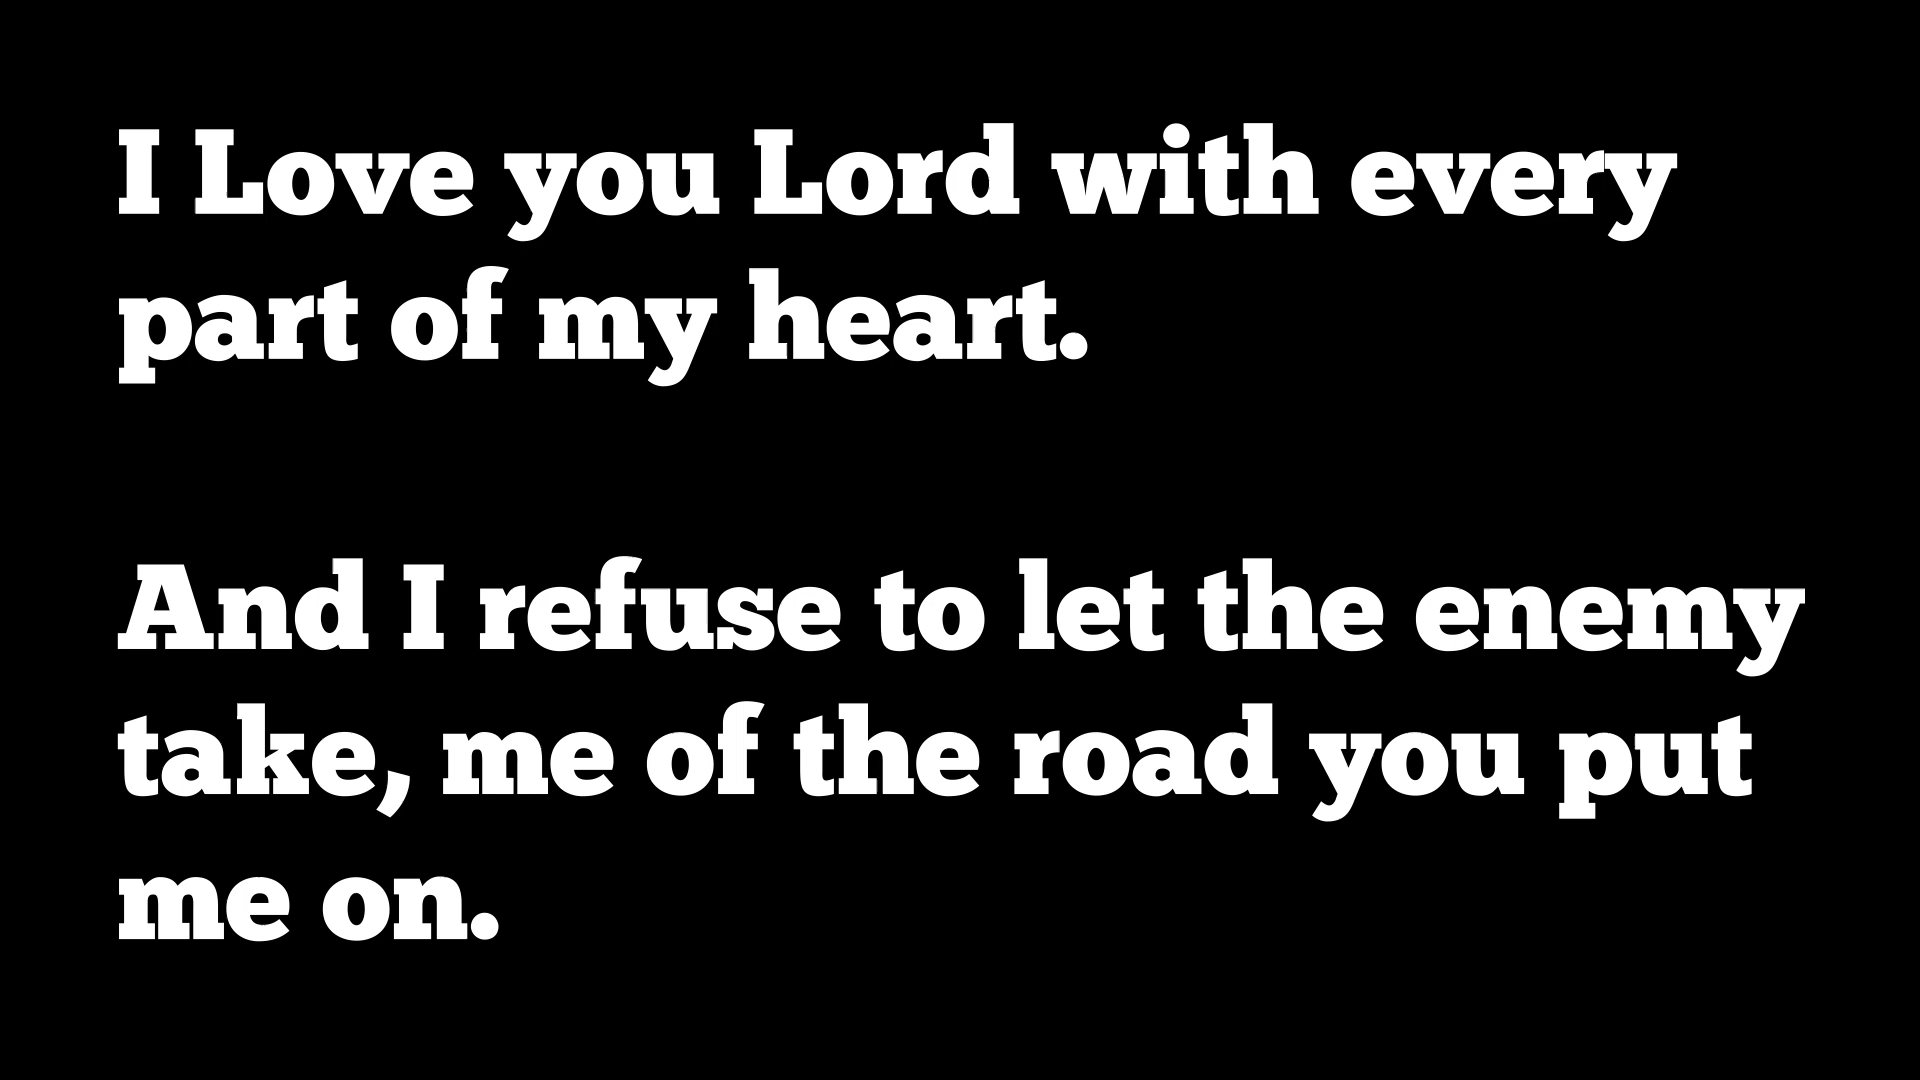 I Love you Lord with every
part of my heart.
And I refuse to let the enemy
take, me of the road you put
me on.